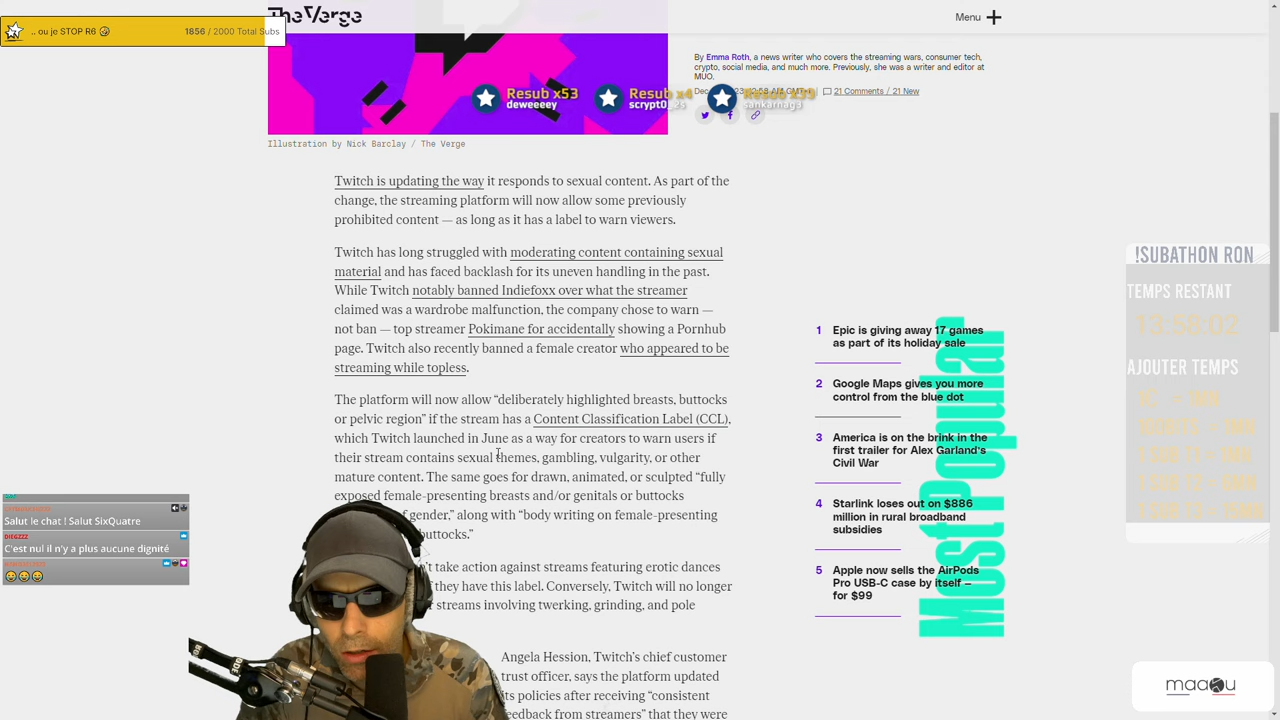 .. ou je STOP R6
1856 / 2000 Total Subs
TheVerge
Menu
By Emma Roth, a news writer who covers the streaming wars, consumer tech,
crypto, social media, and much more. Previously, she was a writer and editor at
MUO.
21 Comments / 21 New
Resub x53
deweeeey
Resub x4
Resub x39
sankarnag3
Illustration by Nick Barclay / The Verge
Twitch is updating the way it responds to sexual content. As part of the
change, the streaming platform will now allow some previously
prohibited content — as long as it has a label to warn viewers.
Twitch has long struggled with moderating content containing sexual
material and has faced backlash for its uneven handling in the past.
While Twitch notably banned Indiefoxx over what the streamer
claimed was a wardrobe malfunction, the company chose to warn —
not ban — top streamer Pokimane for accidentally showing a Pornhub
page. Twitch also recently banned a female creator who appeared to be
streaming while topless.
The platform will now allow “deliberately highlighted breasts, buttocks
or pelvic region” if the stream has a Content Classification Label (CCL),
which Twitch launched in June as a way for creators to warn users if
their stream contains sexual themes, gambling, vulgarity, or other
mature content. The same goes for drawn, animated, or sculpted “fully
exposed female-presenting breasts and/or genitals or buttocks
of gender,” along with “body writing on female-presenting
buttocks.”
take action against streams featuring erotic dances
they have this label. Conversely, Twitch will no longer
streams involving twerking, grinding, and pole
Angela Hession, Twitch’s chief customer
trust officer, says the platform updated
its policies after receiving “consistent
feedback from streamers” that they were
Most Popular
1 Epic is giving away 17 games
as part of its holiday sale
2 Google Maps gives you more
control from the blue dot
3 America is on the brink in the
first trailer for Alex Garland’s
Civil War
4 Starlink loses out on $886
million in rural broadband
subsidies
5 Apple now sells the AirPods
Pro USB-C case by itself —
for $99
!SUBATHON RON
TEMPS RESTANT
13:58:02
AJOUTER TEMPS
Salut le chat ! Salut SixQuatre
DIEGZZZ
C'est nul il n'y a plus aucune dignité
maaou